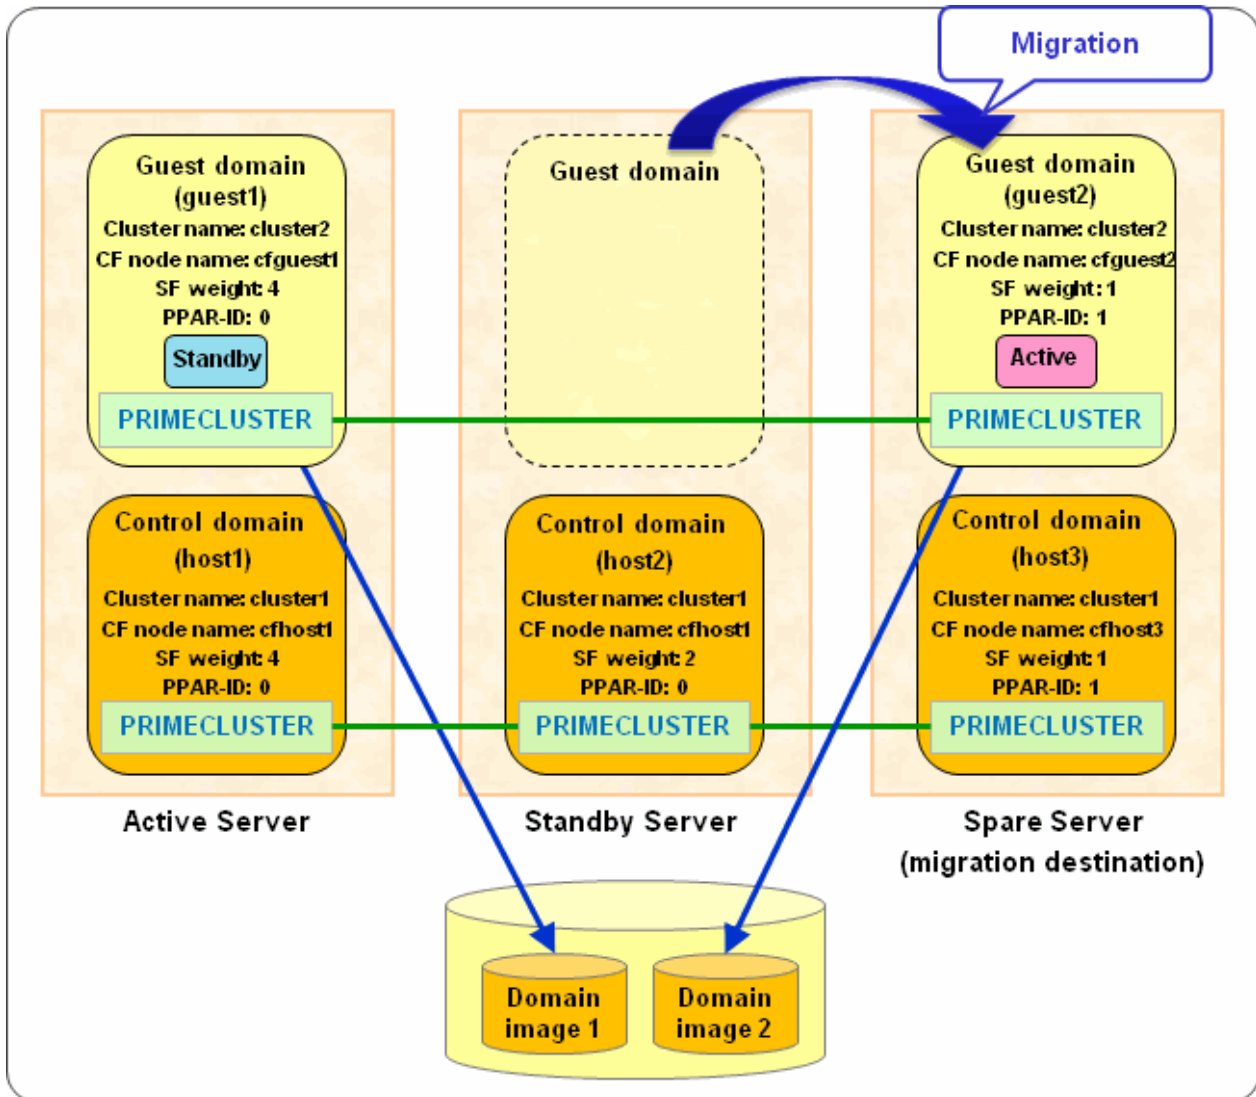 Migration
Guest domain
(guest1)
Cluster name: cluster2
CF node name: cfguest1
SF weight: 4
PPAR-ID: 0
Standby
PRIMECLUSTER
Guest domain
Guest domain
(guest2)
Cluster name: cluster2
CF node name: cfguest2
SF weight: 1
PPAR-ID: 1
Active
PRIMECLUSTER
Control domain
(host1)
Cluster name: cluster1
CF node name: cfhost1
SF weight: 4
PPAR-ID: 0
PRIMECLUSTER
Control domain
(host2)
Cluster name: cluster1
CF node name: cfhost1
SF weight: 2
PPAR-ID: 0
PRIMECLUSTER
Control domain
(host3)
Cluster name: cluster1
CF node name: cfhost3
SF weight: 1
PPAR-ID: 1
PRIMECLUSTER
Active Server
Standby Server
Spare Server
(migration destination)
Domain
image 1
Domain
image 2